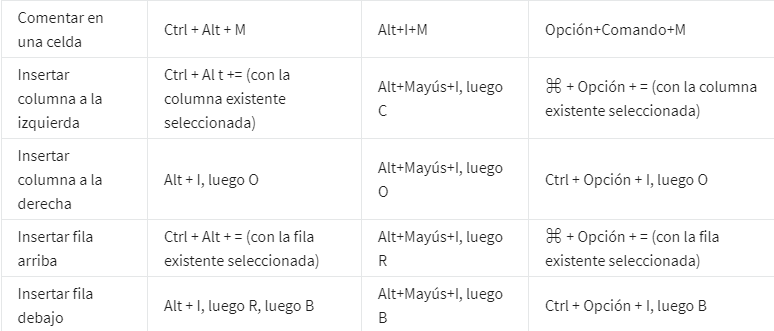 Comentar en
una celda
Ctrl + Alt + M
Alt+I+M
Opción+Comando+M
Insertar
columna a la
izquierda
Ctrl + Al t += (con la
columna existente
seleccionada)
Alt+Mayús+I, luego
C
⌘ + Opción + = (con la columna
existente seleccionada)
Insertar
columna a la
derecha
Alt + I, luego O
Alt+Mayús+I, luego
O
Ctrl + Opción + I, luego O
Insertar fila
arriba
Ctrl + Alt + = (con la fila
existente seleccionada)
Alt+Mayús+I, luego
R
⌘ + Opción + = (con la fila
existente seleccionada)
Insertar fila
debajo
Alt + I, luego R, luego B
Alt+Mayús+I, luego
B
Ctrl + Opción + I, luego B